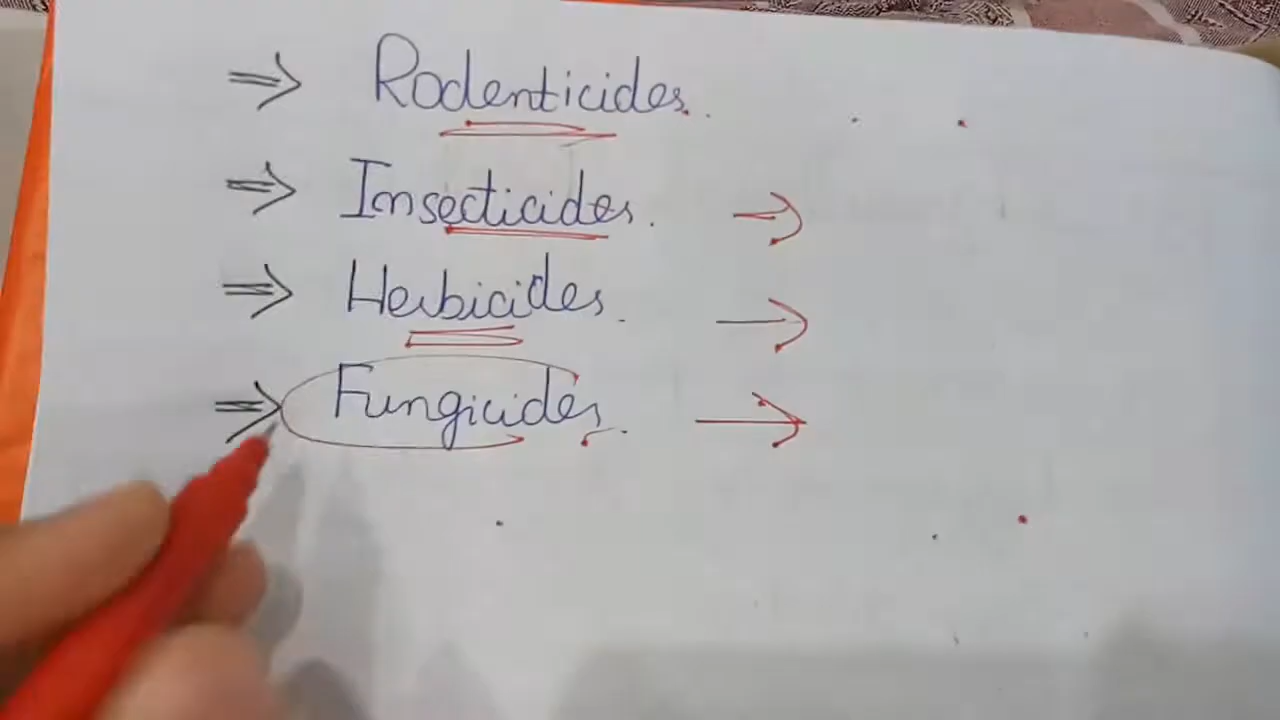 ⇒ Rodenticides.
⇒ Insecticides. →
⇒ Herbicides. →
⇒ Fungicides. →